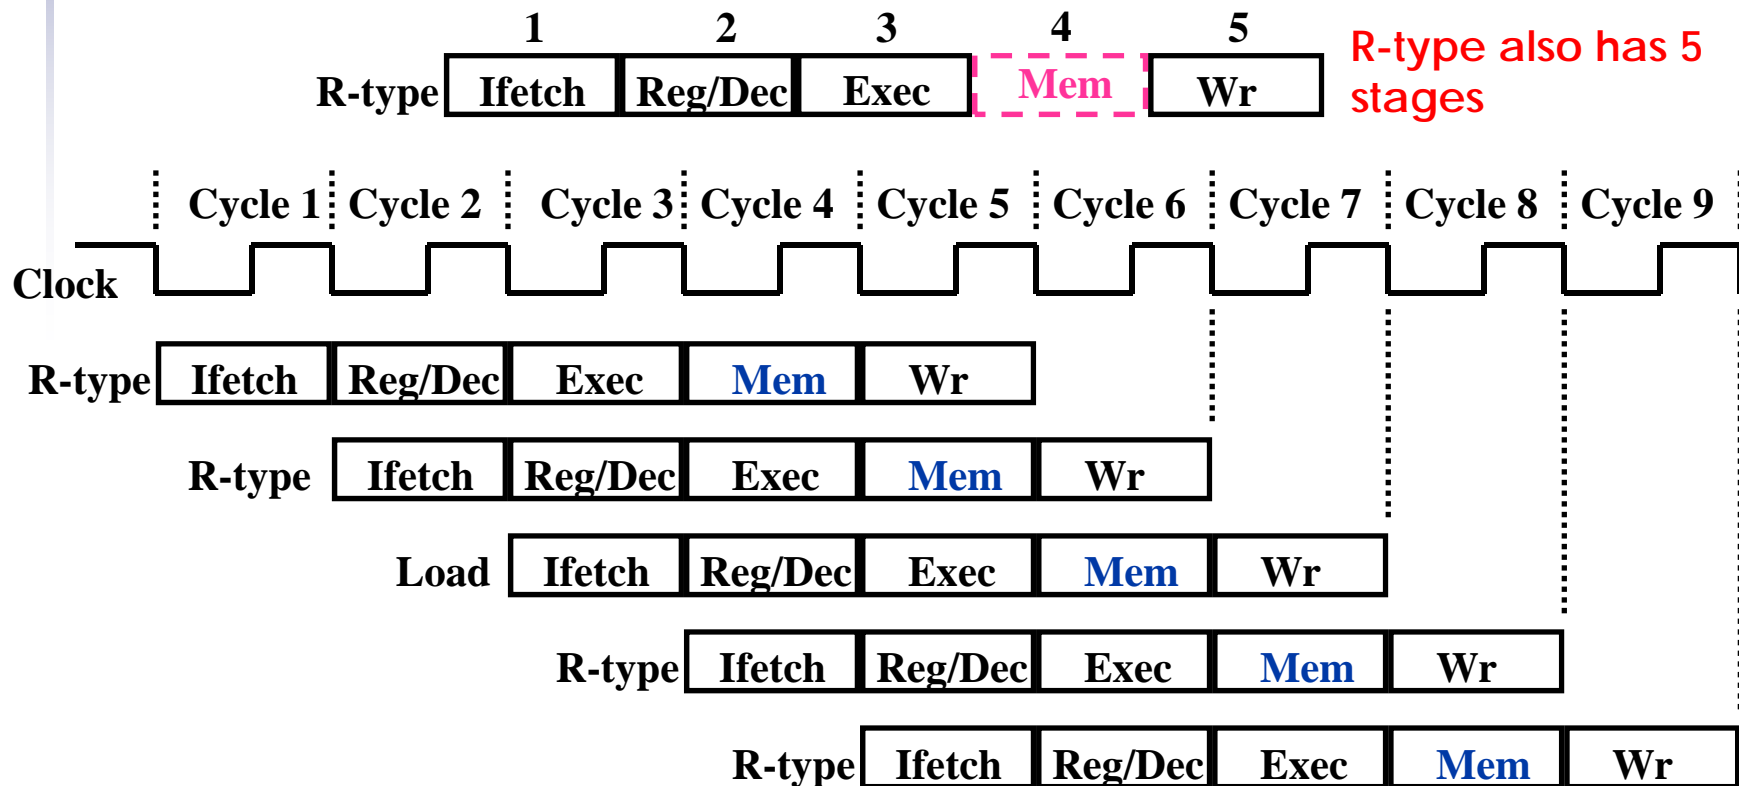 1 2 3 4 5
R-type Ifetch Reg/Dec Exec Mem Wr
R-type also has 5
stages
Cycle 1 Cycle 2 Cycle 3 Cycle 4 Cycle 5 Cycle 6 Cycle 7 Cycle 8 Cycle 9
Clock
R-type Ifetch Reg/Dec Exec Mem Wr
R-type Ifetch Reg/Dec Exec Mem Wr
Load Ifetch Reg/Dec Exec Mem Wr
R-type Ifetch Reg/Dec Exec Mem Wr
R-type Ifetch Reg/Dec Exec Mem Wr